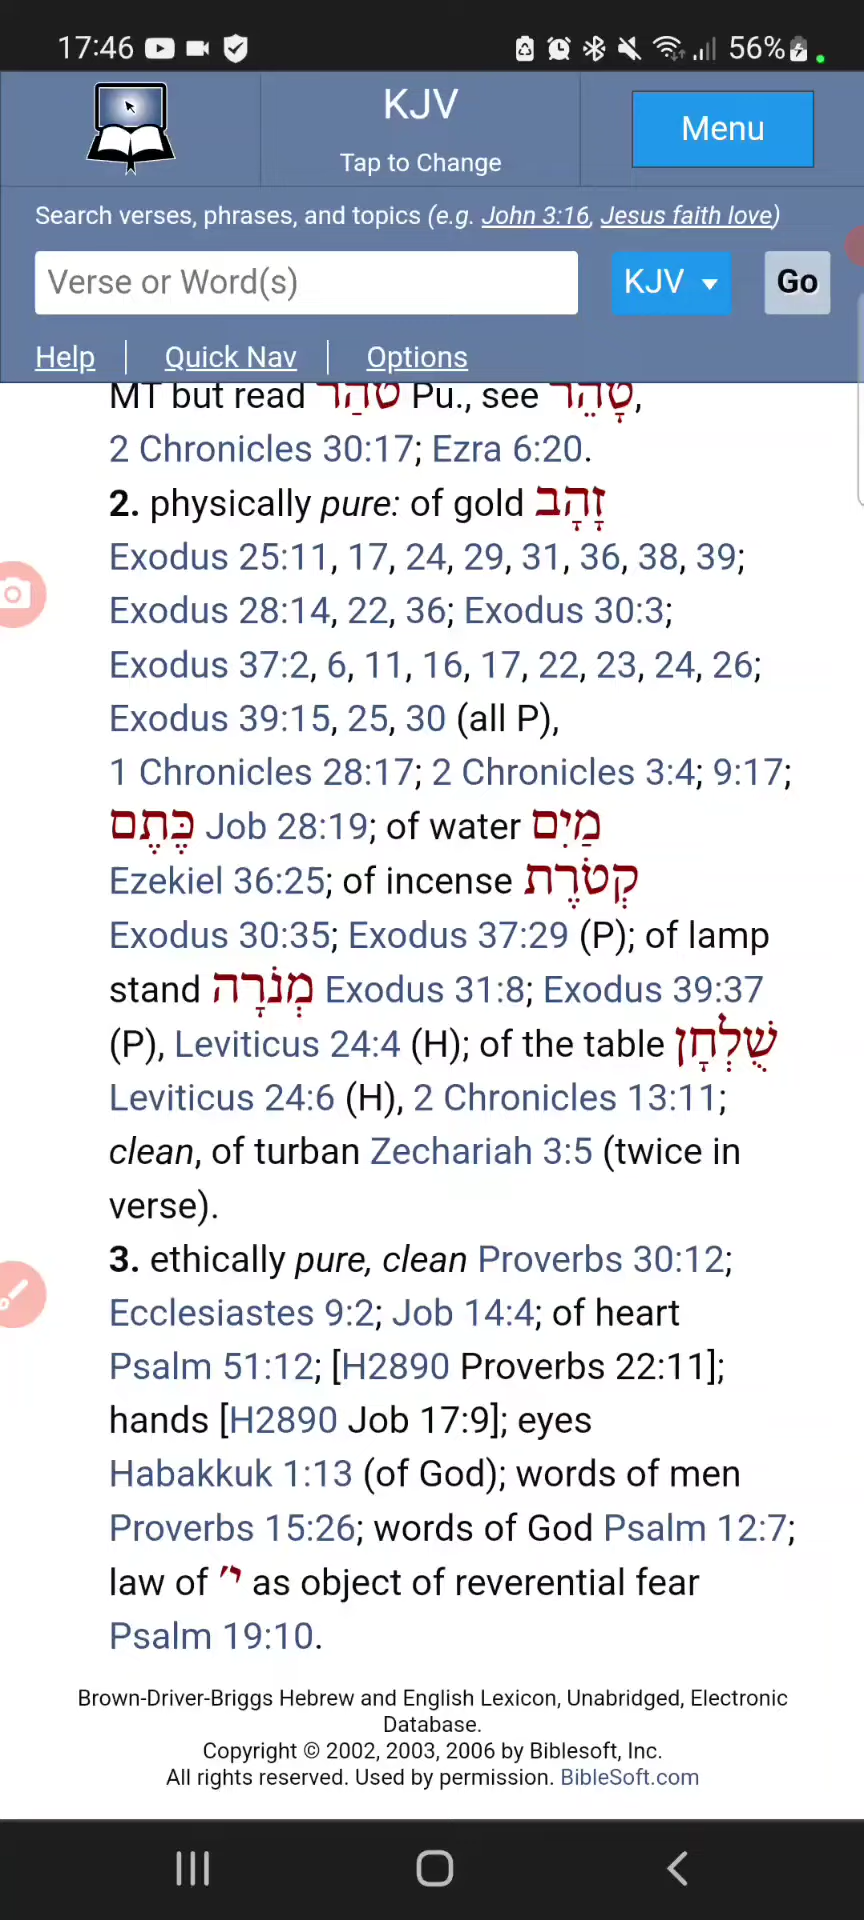 17:46 56%
KJV
Tap to Change
Menu
Search verses, phrases, and topics (e.g. John 3:16, Jesus faith love)
Verse or Word(s) KJV Go
Help | Quick Nav | Options
MT but read טֹהַר Pu., see טָהֵר,
2 Chronicles 30:17; Ezra 6:20.
2. physically pure: of gold זָהָב
Exodus 25:11, 17, 24, 29, 31, 36, 38, 39;
Exodus 28:14, 22, 36; Exodus 30:3;
Exodus 37:2, 6, 11, 16, 17, 22, 23, 24, 26;
Exodus 39:15, 25, 30 (all P),
1 Chronicles 28:17; 2 Chronicles 3:4; 9:17;
כֶּתֶם Job 28:19; of water מַיִם
Ezekiel 36:25; of incense קְטֹרֶת
Exodus 30:35; Exodus 37:29 (P); of lamp
stand מְנֹרָה Exodus 31:8; Exodus 39:37
(P), Leviticus 24:4 (H); of the table שֻׁלְחָן
Leviticus 24:6 (H), 2 Chronicles 13:11;
clean, of turban Zechariah 3:5 (twice in
verse).
3. ethically pure, clean Proverbs 30:12;
Ecclesiastes 9:2; Job 14:4; of heart
Psalm 51:12; [H2890 Proverbs 22:11];
hands [H2890 Job 17:9]; eyes
Habakkuk 1:13 (of God); words of men
Proverbs 15:26; words of God Psalm 12:7;
law of י׳ as object of reverential fear
Psalm 19:10.
Brown-Driver-Briggs Hebrew and English Lexicon, Unabridged, Electronic
Database.
Copyright © 2002, 2003, 2006 by Biblesoft, Inc.
All rights reserved. Used by permission. BibleSoft.com